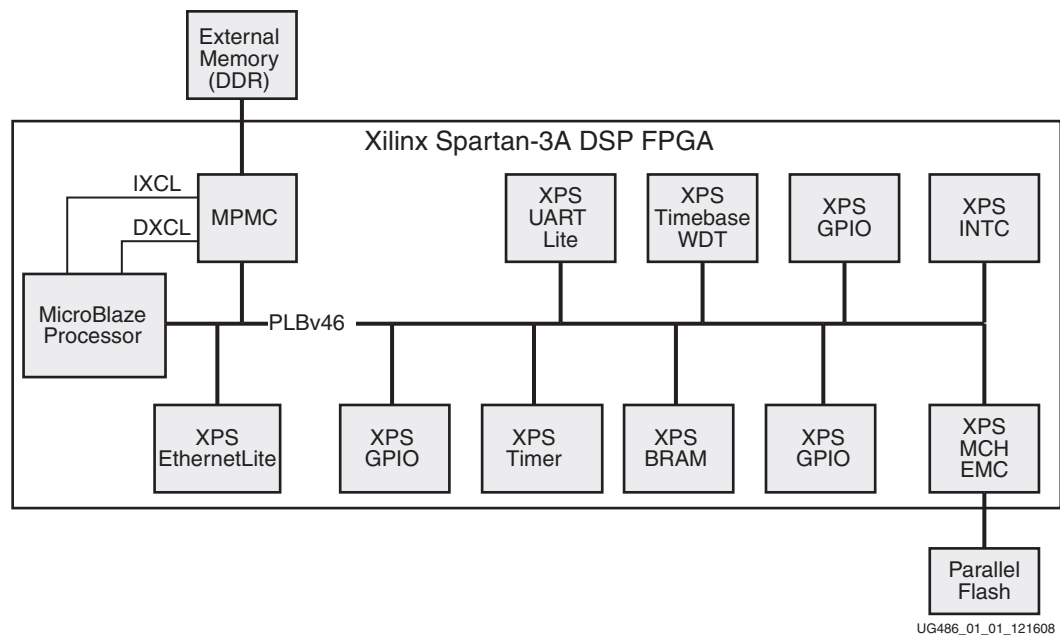 External
Memory
(DDR)
Xilinx Spartan-3A DSP FPGA
IXCL
DXCL
MPMC
XPS
UART
Lite
XPS
Timebase
WDT
XPS
GPIO
XPS
INTC
MicroBlaze
Processor
PLBv46
XPS
EthernetLite
XPS
GPIO
XPS
Timer
XPS
BRAM
XPS
GPIO
XPS
MCH
EMC
Parallel
Flash
UG486_01_01_121608